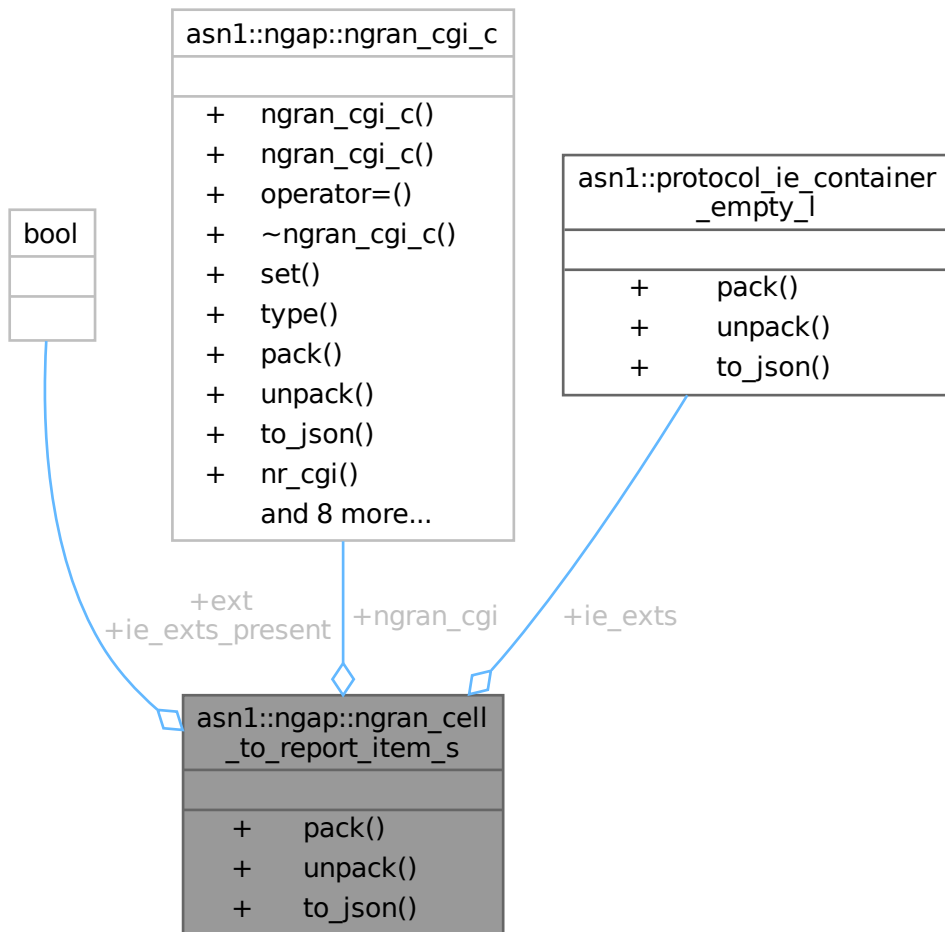 asn1::ngap::ngran_cgi_c
+ ngran_cgi_c()
+ ngran_cgi_c()
+ operator=()
+ ~ngran_cgi_c()
+ set()
+ type()
+ pack()
+ unpack()
+ to_json()
+ nr_cgi()
and 8 more...
asn1::protocol_ie_container
_empty_l
+ pack()
+ unpack()
+ to_json()
bool
+ext
+ie_exts_present
+ngran_cgi
+ie_exts
asn1::ngap::ngran_cell
_to_report_item_s
+ pack()
+ unpack()
+ to_json()